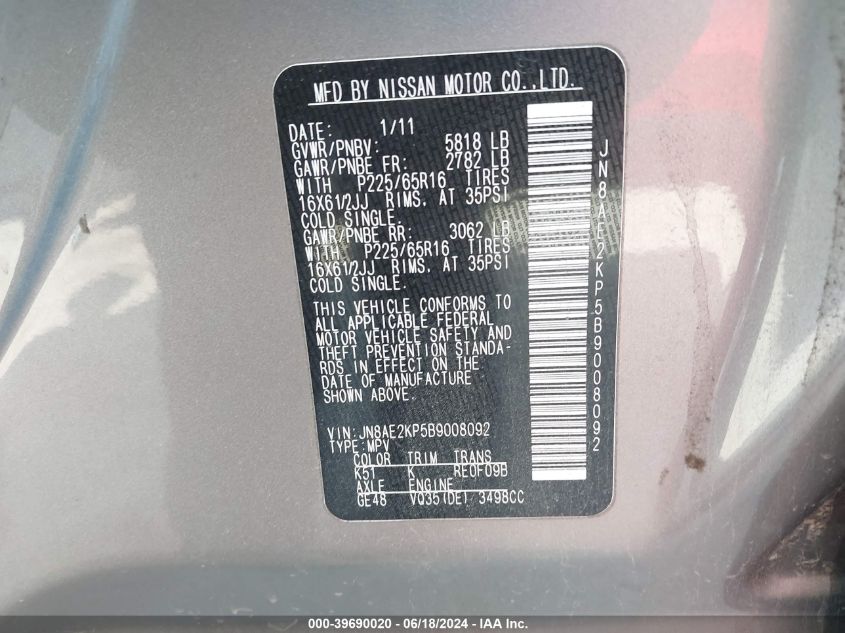 MFD BY NISSAN MOTOR CO.,LTD.
DATE: 1/11
GVWR/PNBV: 5818 LB
GAWR/PNBE FR: 2782 LB
WITH P225/65R16 TIRES
16X61/2JJ RIMS. AT 35PSI
COLD SINGLE.
GAWR/PNBE RR: 3062 LB
WITH P225/65R16 TIRES
16X61/2JJ RIMS. AT 35PSI
COLD SINGLE.
THIS VEHICLE CONFORMS TO
ALL APPLICABLE FEDERAL
MOTOR VEHICLE SAFETY AND
THEFT PREVENTION STANDA-
RDS IN EFFECT ON THE
DATE OF MANUFACTURE
SHOWN ABOVE.
VIN: JN8AE2KP5B9008092
TYPE: MPV
COLOR TRIM TRANS
K51 K RE0F09B
AXLE ENGINE
GE48 VQ35(DE) 3498CC
JN8AE2KP5B9008092
000-39690020 - 06/18/2024 - IAA Inc.